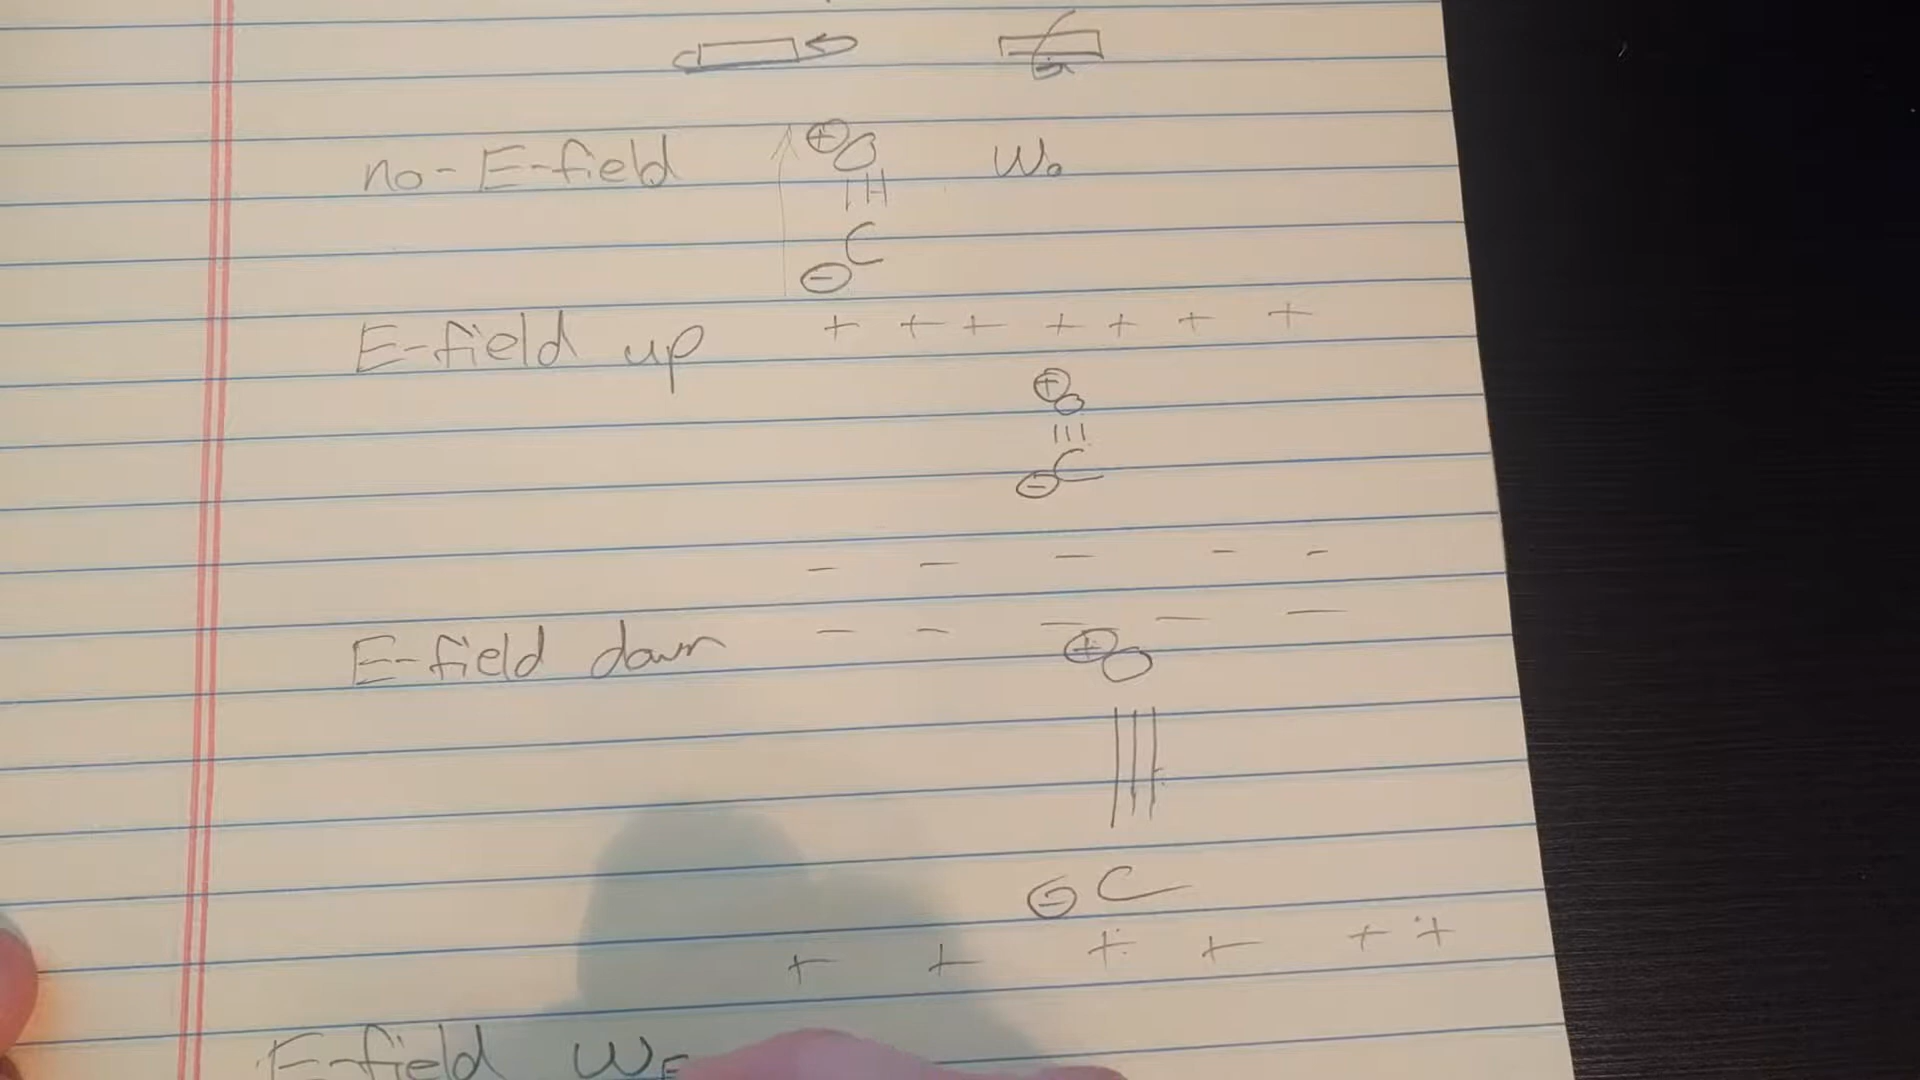 no-E-field ⊕O ω₀
|||
⊖C
E-field up + + + + + + +
⊕O
|||
⊖C
− − − − −
E-field down − − − − −
⊕O
|||
⊖C
+ + + + + +
E-field